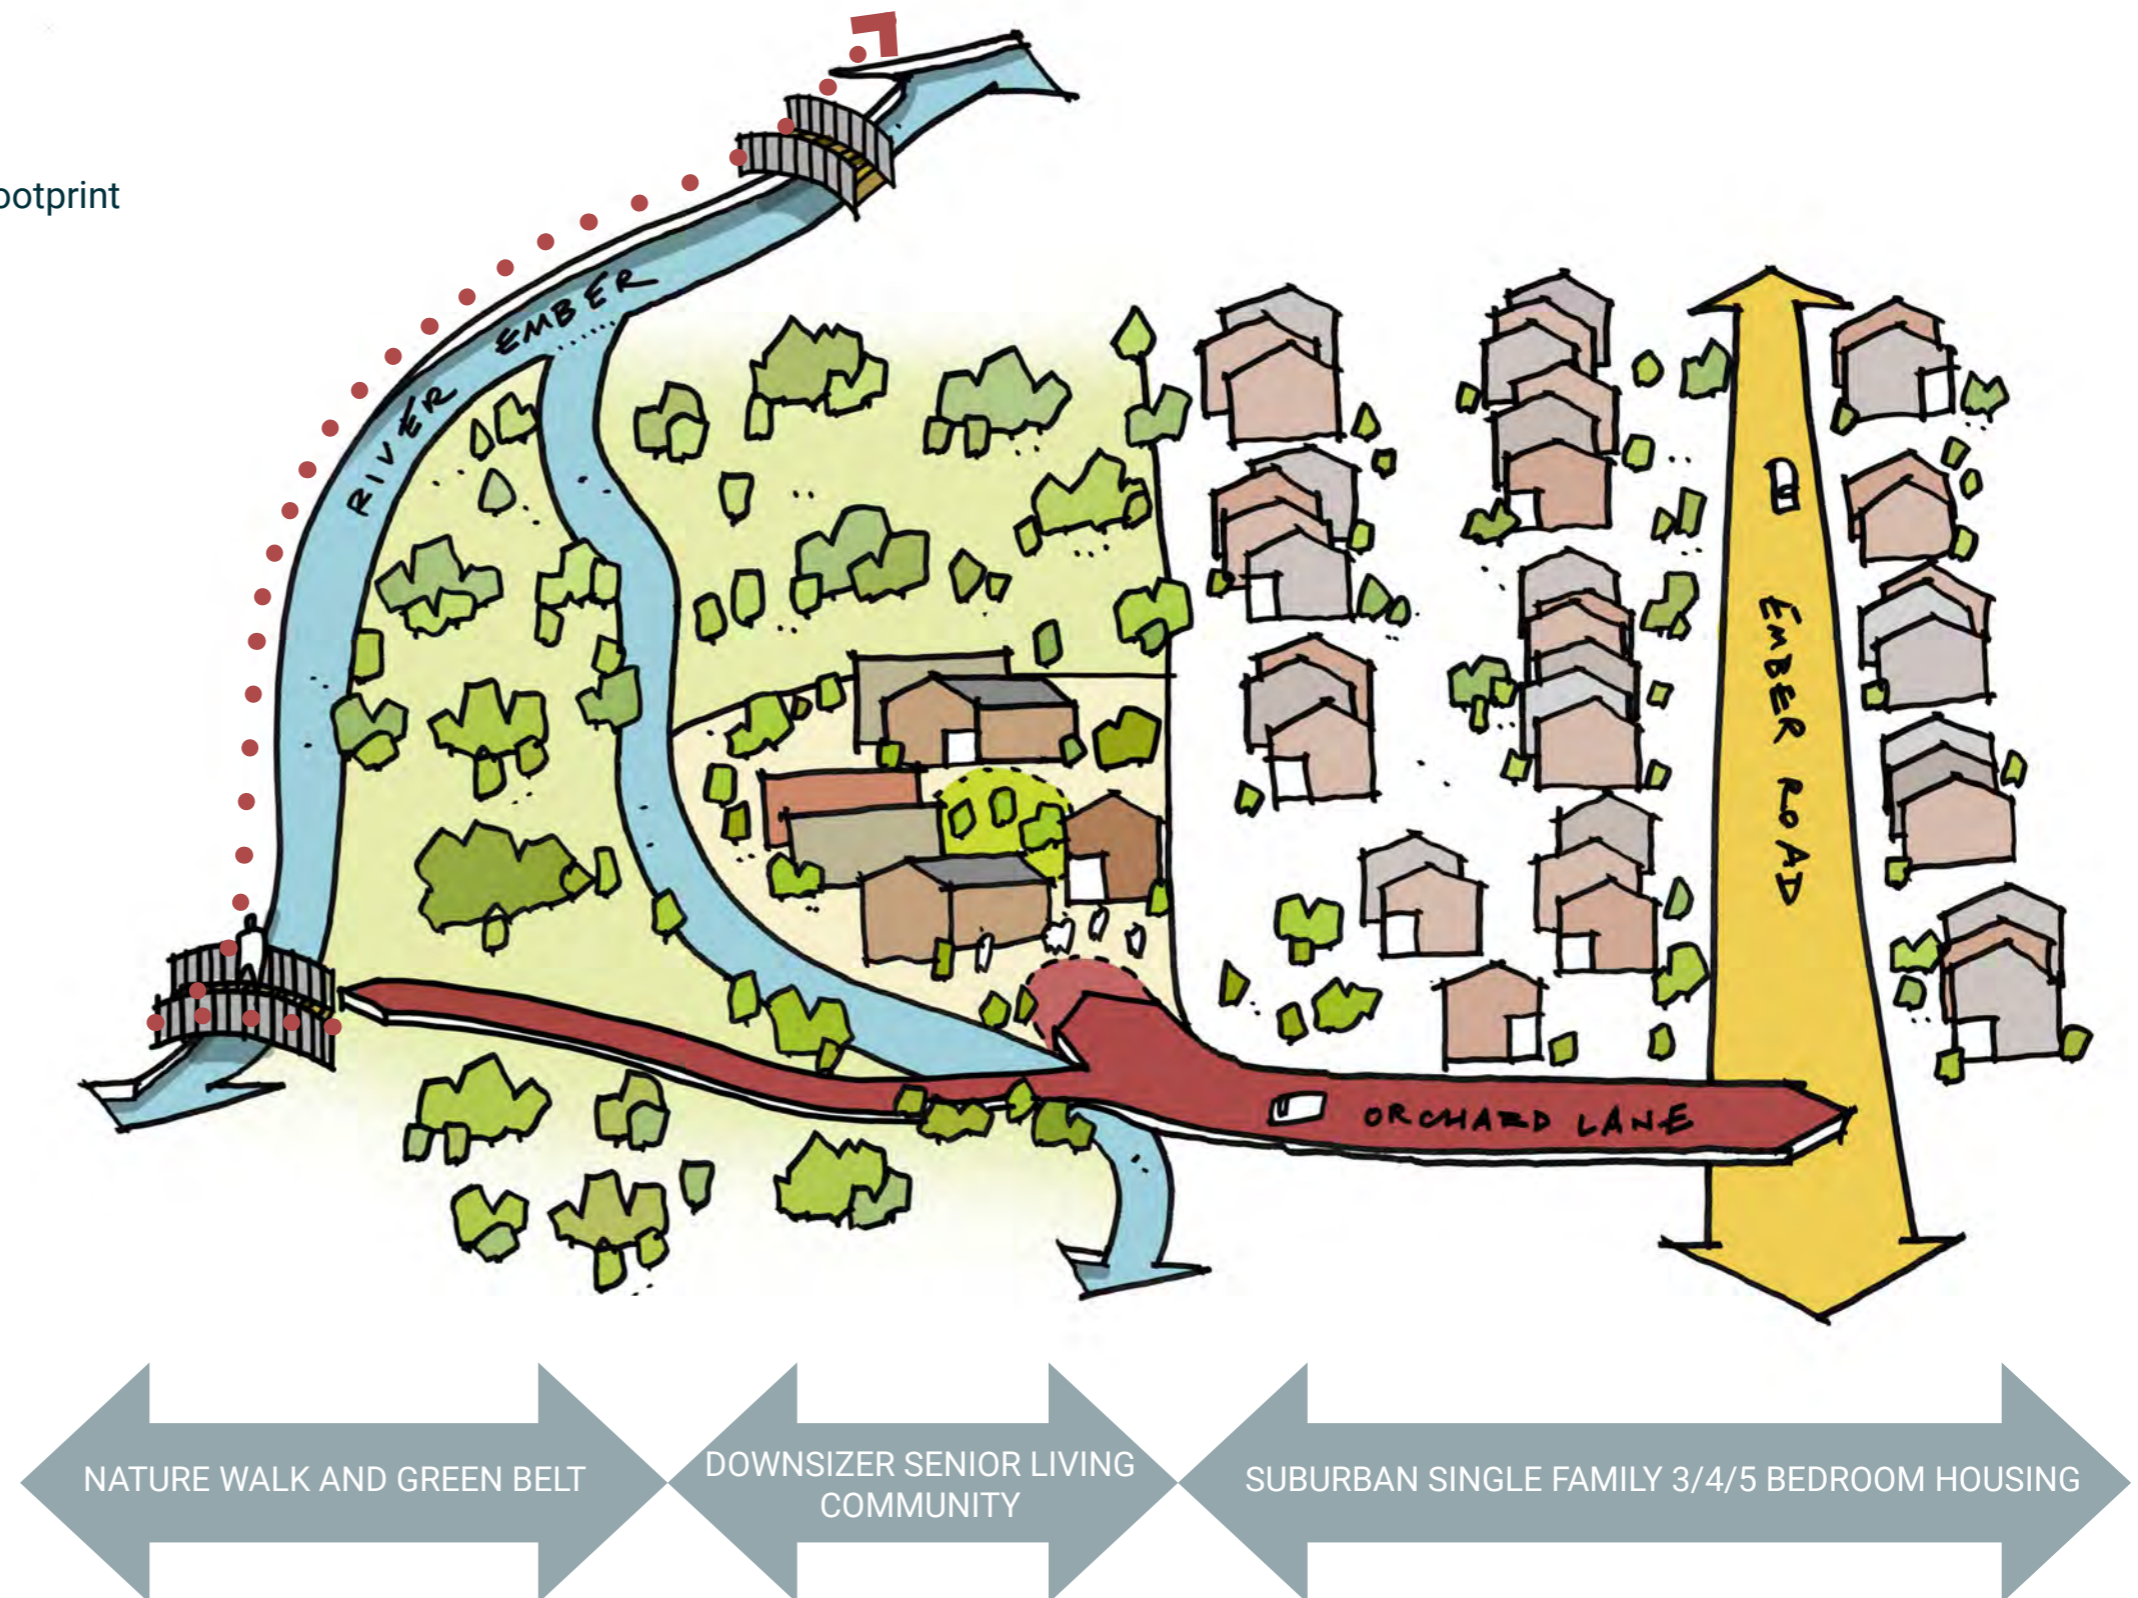 ootprint
RIVER EMBER
EMBER ROAD
ORCHARD LANE
NATURE WALK AND GREEN BELT
DOWNSIZER SENIOR LIVING
COMMUNITY
SUBURBAN SINGLE FAMILY 3/4/5 BEDROOM HOUSING